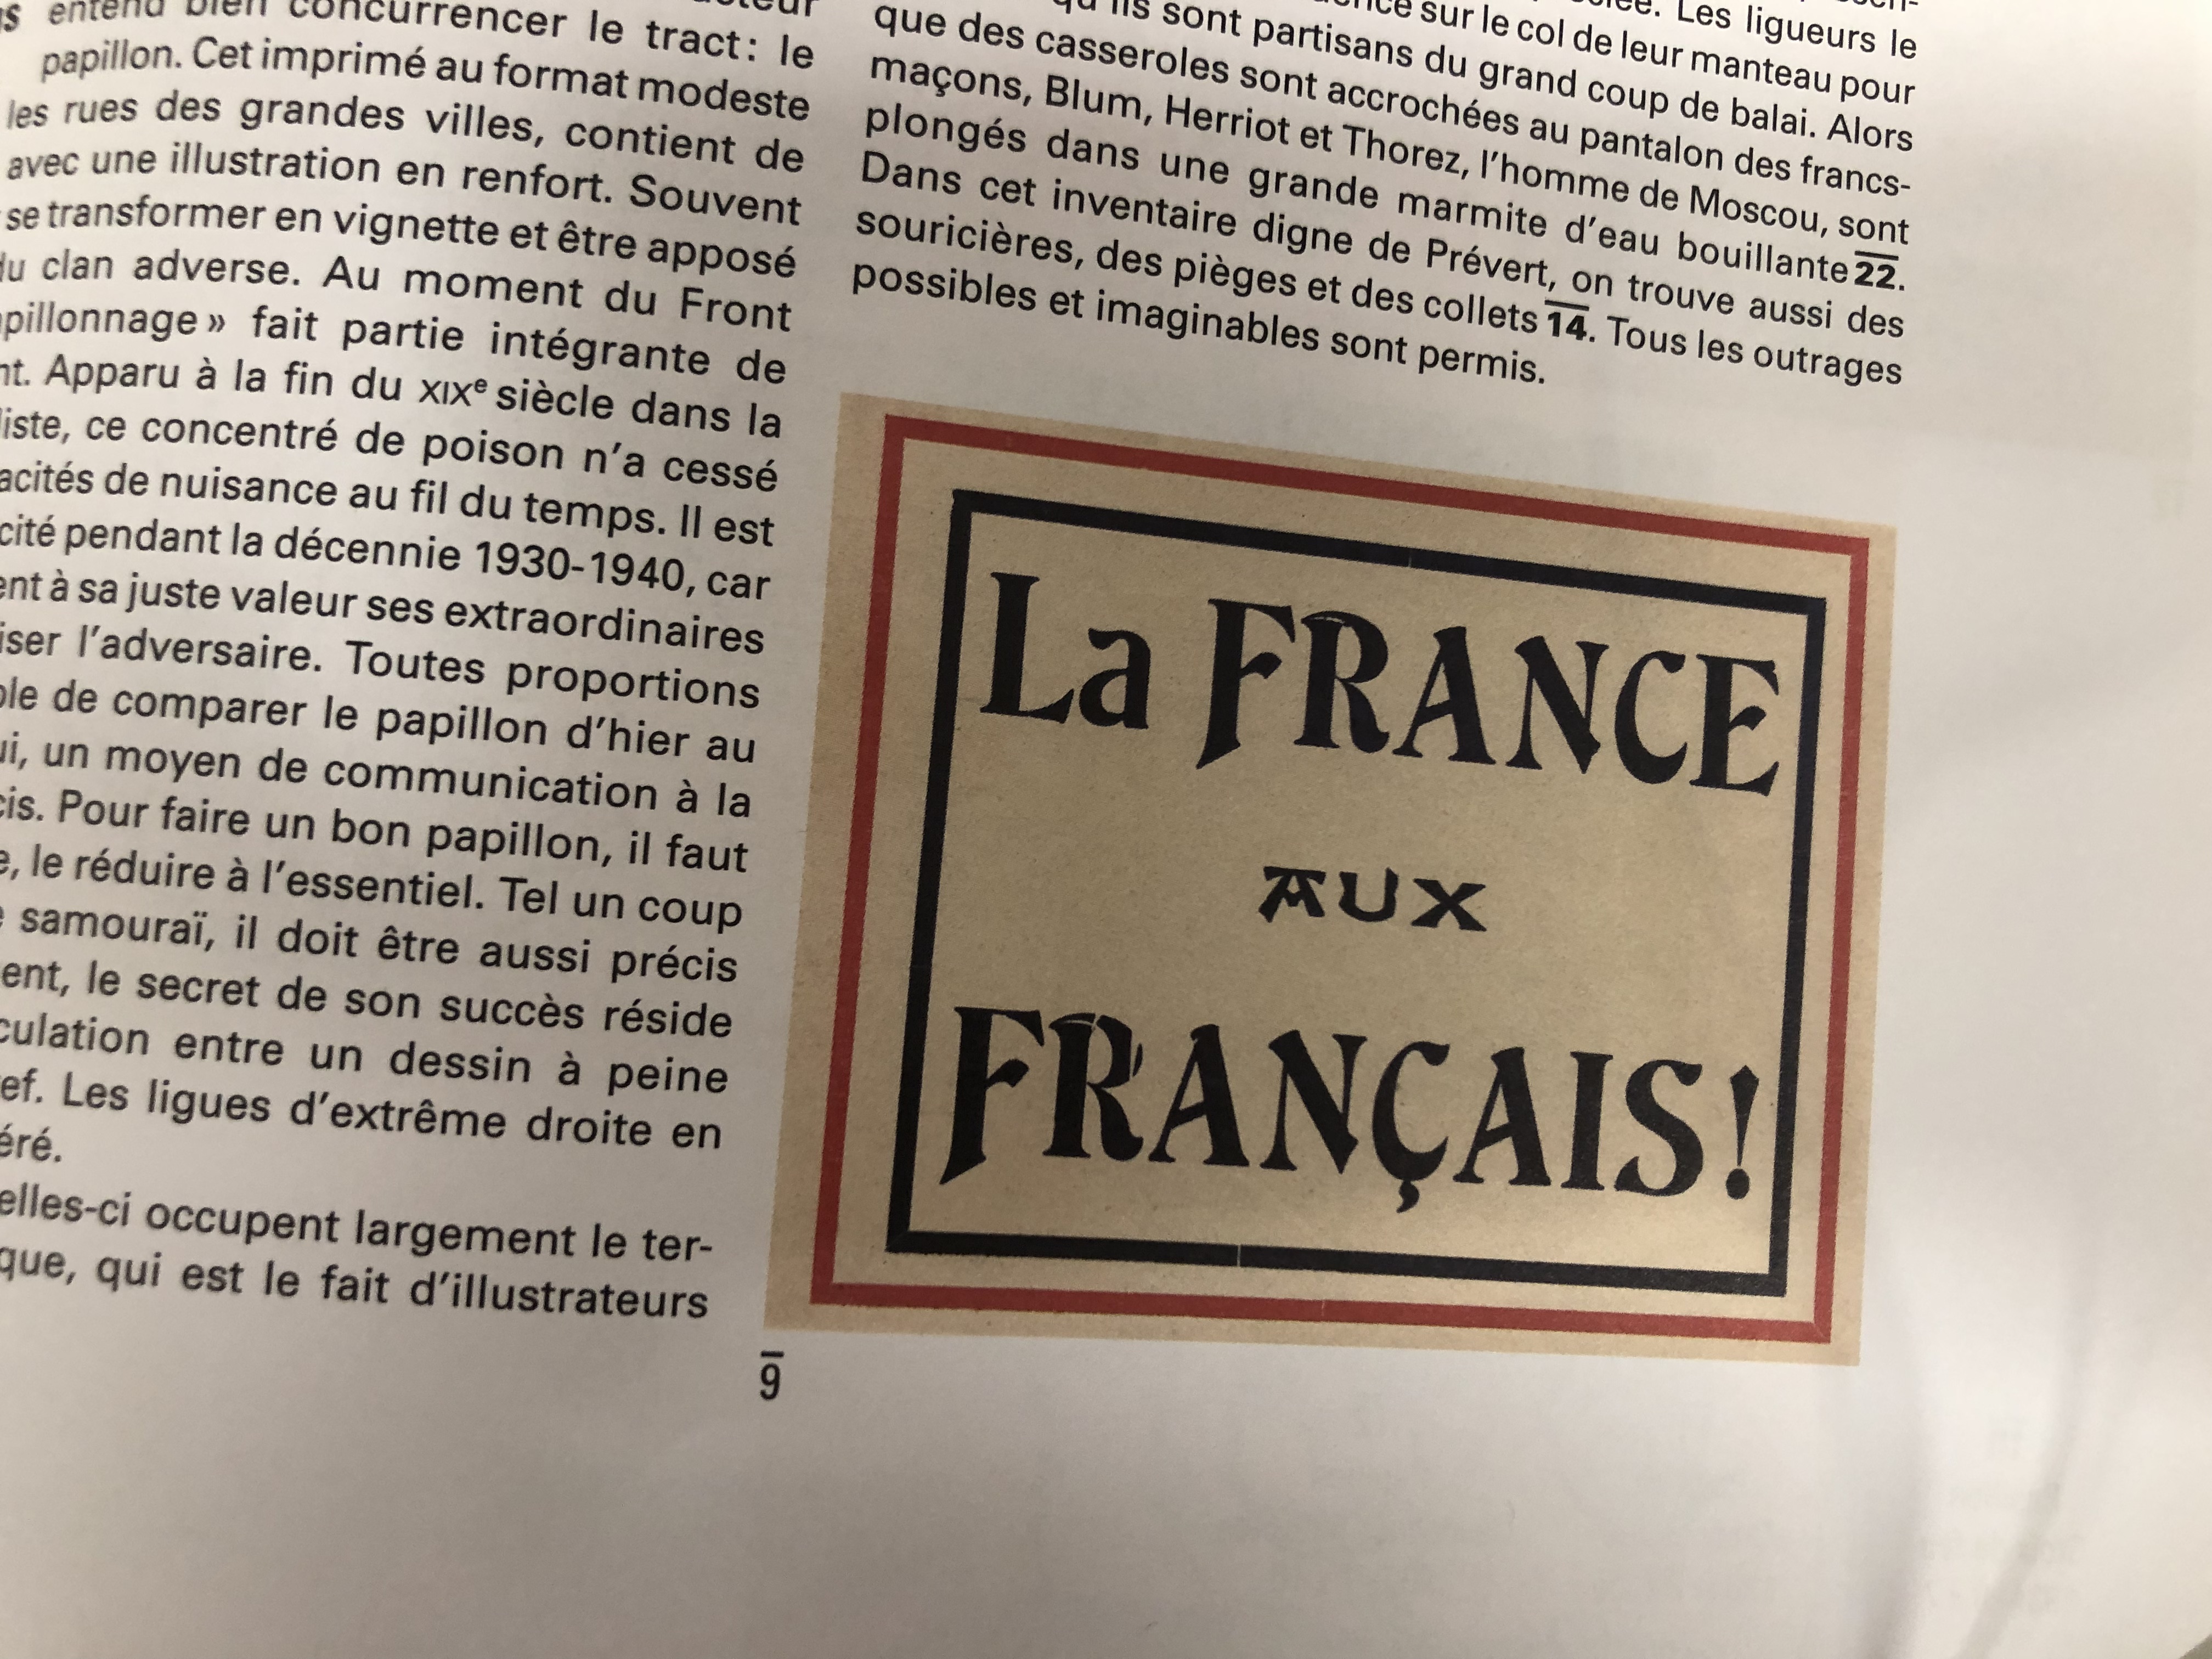 entend bien concurrencer le tract : le
papillon. Cet imprimé au format modeste
les rues des grandes villes, contient de
avec une illustration en renfort. Souvent
se transformer en vignette et être apposé
du clan adverse. Au moment du Front
pillonnage » fait partie intégrante de
nt. Apparu à la fin du XIXe siècle dans la
liste, ce concentré de poison n'a cessé
acités de nuisance au fil du temps. Il est
cité pendant la décennie 1930-1940, car
ent à sa juste valeur ses extraordinaires
iser l'adversaire. Toutes proportions
ble de comparer le papillon d'hier au
ui, un moyen de communication à la
cis. Pour faire un bon papillon, il faut
e, le réduire à l'essentiel. Tel un coup
samouraï, il doit être aussi précis
ent, le secret de son succès réside
culation entre un dessin à peine
ef. Les ligues d'extrême droite en
éré.
elles-ci occupent largement le ter-
que, qui est le fait d'illustrateurs
Les ligueurs le
sur le col de leur manteau pour
qu'ils sont partisans du grand coup de balai. Alors
que des casseroles sont accrochées au pantalon des francs-
maçons, Blum, Herriot et Thorez, l'homme de Moscou, sont
plongés dans une grande marmite d'eau bouillante 22.
Dans cet inventaire digne de Prévert, on trouve aussi des
souricières, des pièges et des collets 14. Tous les outrages
possibles et imaginables sont permis.
La FRANCE
AUX
FRANÇAIS!
9